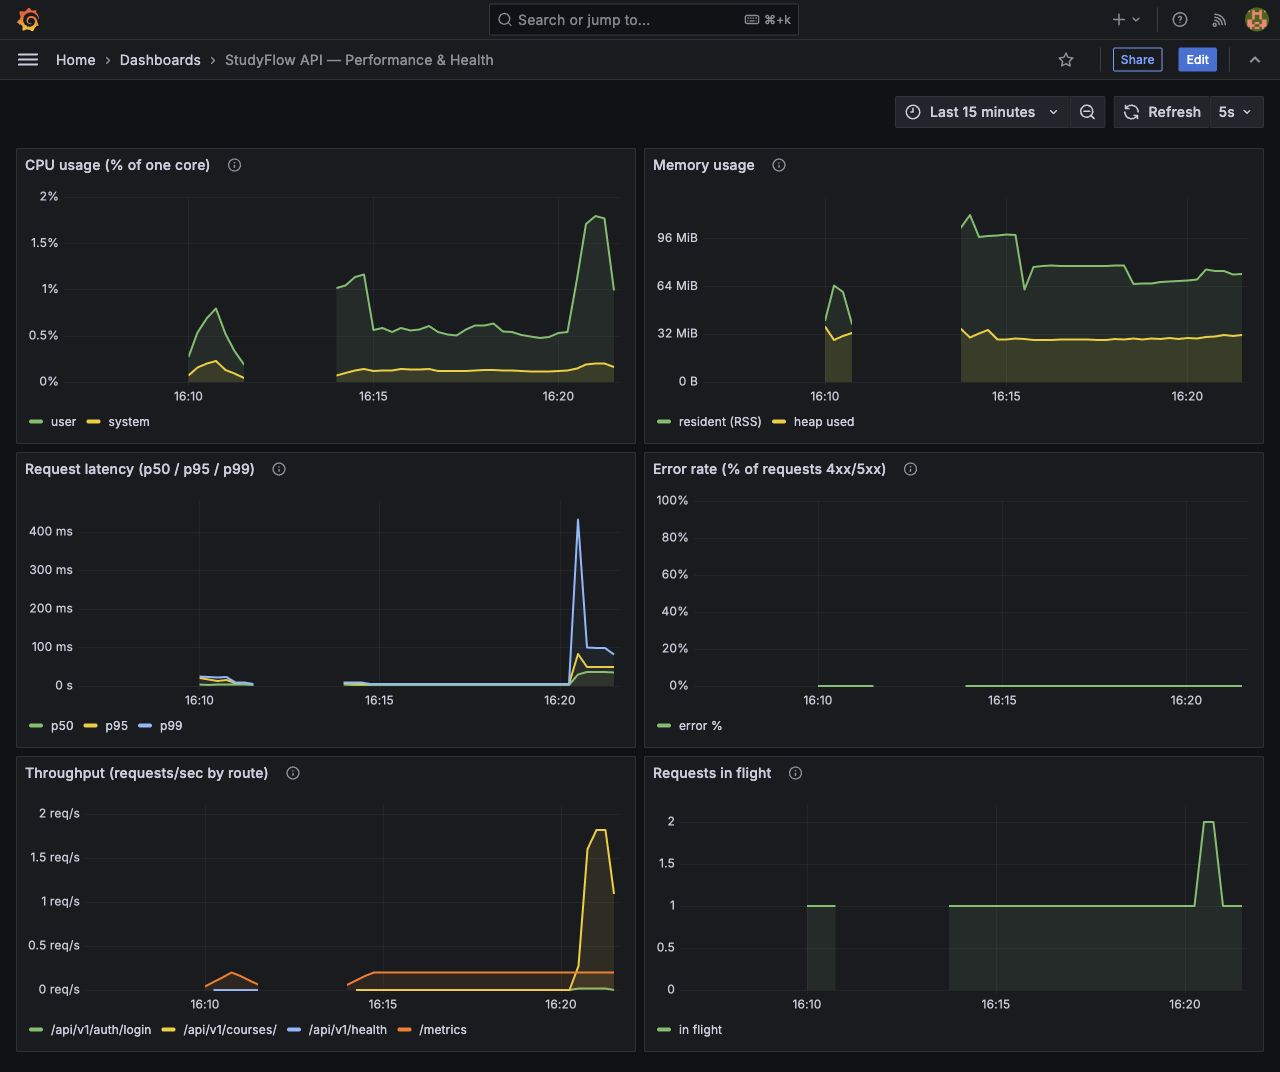 Search or jump to...
⌘+k
Home › Dashboards › StudyFlow API — Performance & Health
Share
Edit
Last 15 minutes
Refresh
5s
CPU usage (% of one core)
2%
1.5%
1%
0.5%
0%
16:10
16:15
16:20
user
system
Memory usage
96 MiB
64 MiB
32 MiB
0 B
16:10
16:15
16:20
resident (RSS)
heap used
Request latency (p50 / p95 / p99)
400 ms
300 ms
200 ms
100 ms
0 s
16:10
16:15
16:20
p50
p95
p99
Error rate (% of requests 4xx/5xx)
100%
80%
60%
40%
20%
0%
16:10
16:15
16:20
error %
Throughput (requests/sec by route)
2 req/s
1.5 req/s
1 req/s
0.5 req/s
0 req/s
16:10
16:15
16:20
/api/v1/auth/login
/api/v1/courses/
/api/v1/health
/metrics
Requests in flight
2
1.5
1
0.5
0
16:10
16:15
16:20
in flight